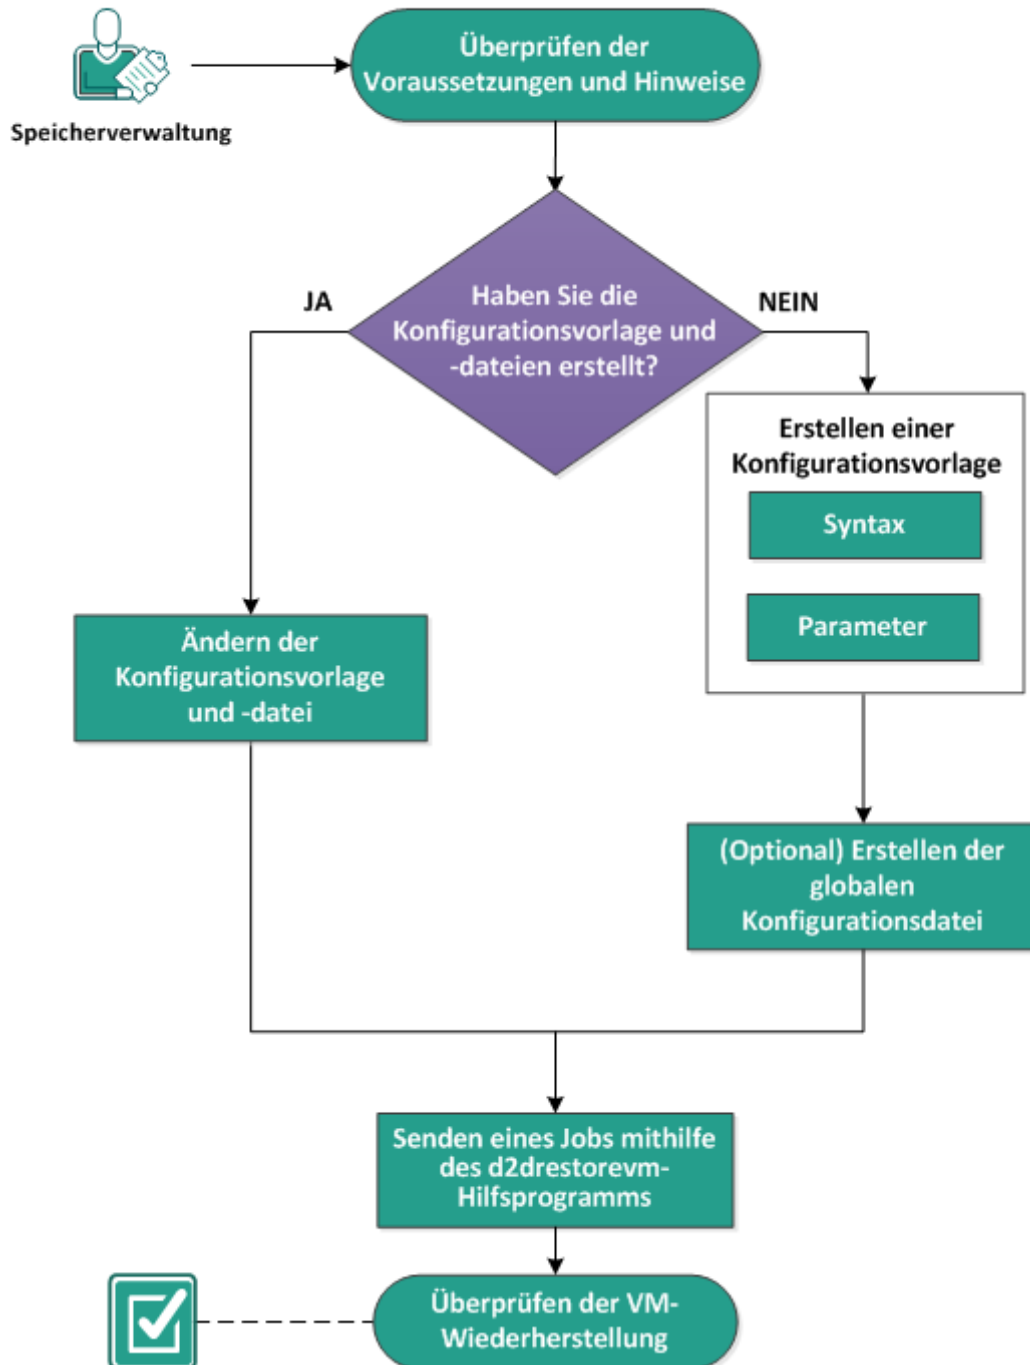 Überprüfen der
Voraussetzungen und Hinweise
Speicherverwaltung
JA
Haben Sie die
Konfigurationsvorlage und
-dateien erstellt?
NEIN
Erstellen einer
Konfigurationsvorlage
Syntax
Parameter
Ändern der
Konfigurationsvorlage
und -datei
(Optional) Erstellen der
globalen
Konfigurationsdatei
Senden eines Jobs mithilfe
des d2drestorevm-
Hilfsprogramms
Überprüfen der VM-
Wiederherstellung